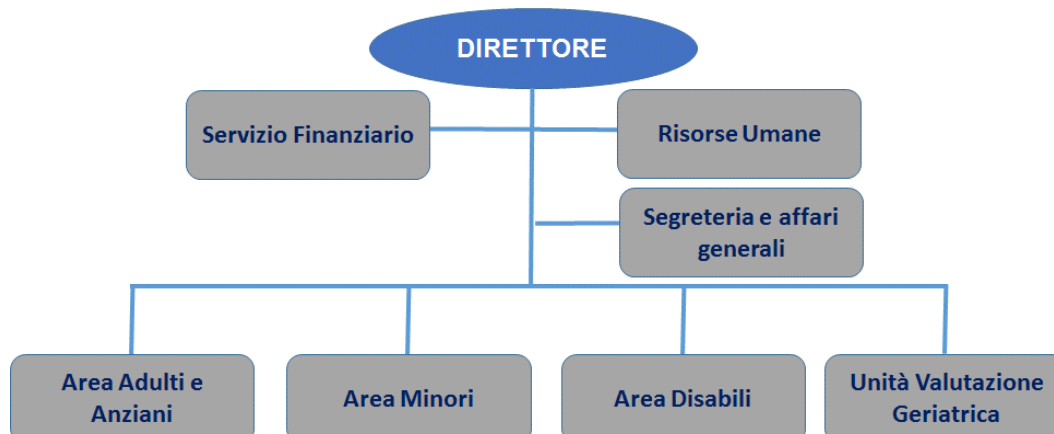 DIRETTORE
Servizio Finanziario
Risorse Umane
Segreteria e affari
generali
Area Adulti e
Anziani
Area Minori
Area Disabili
Unità Valutazione
Geriatrica